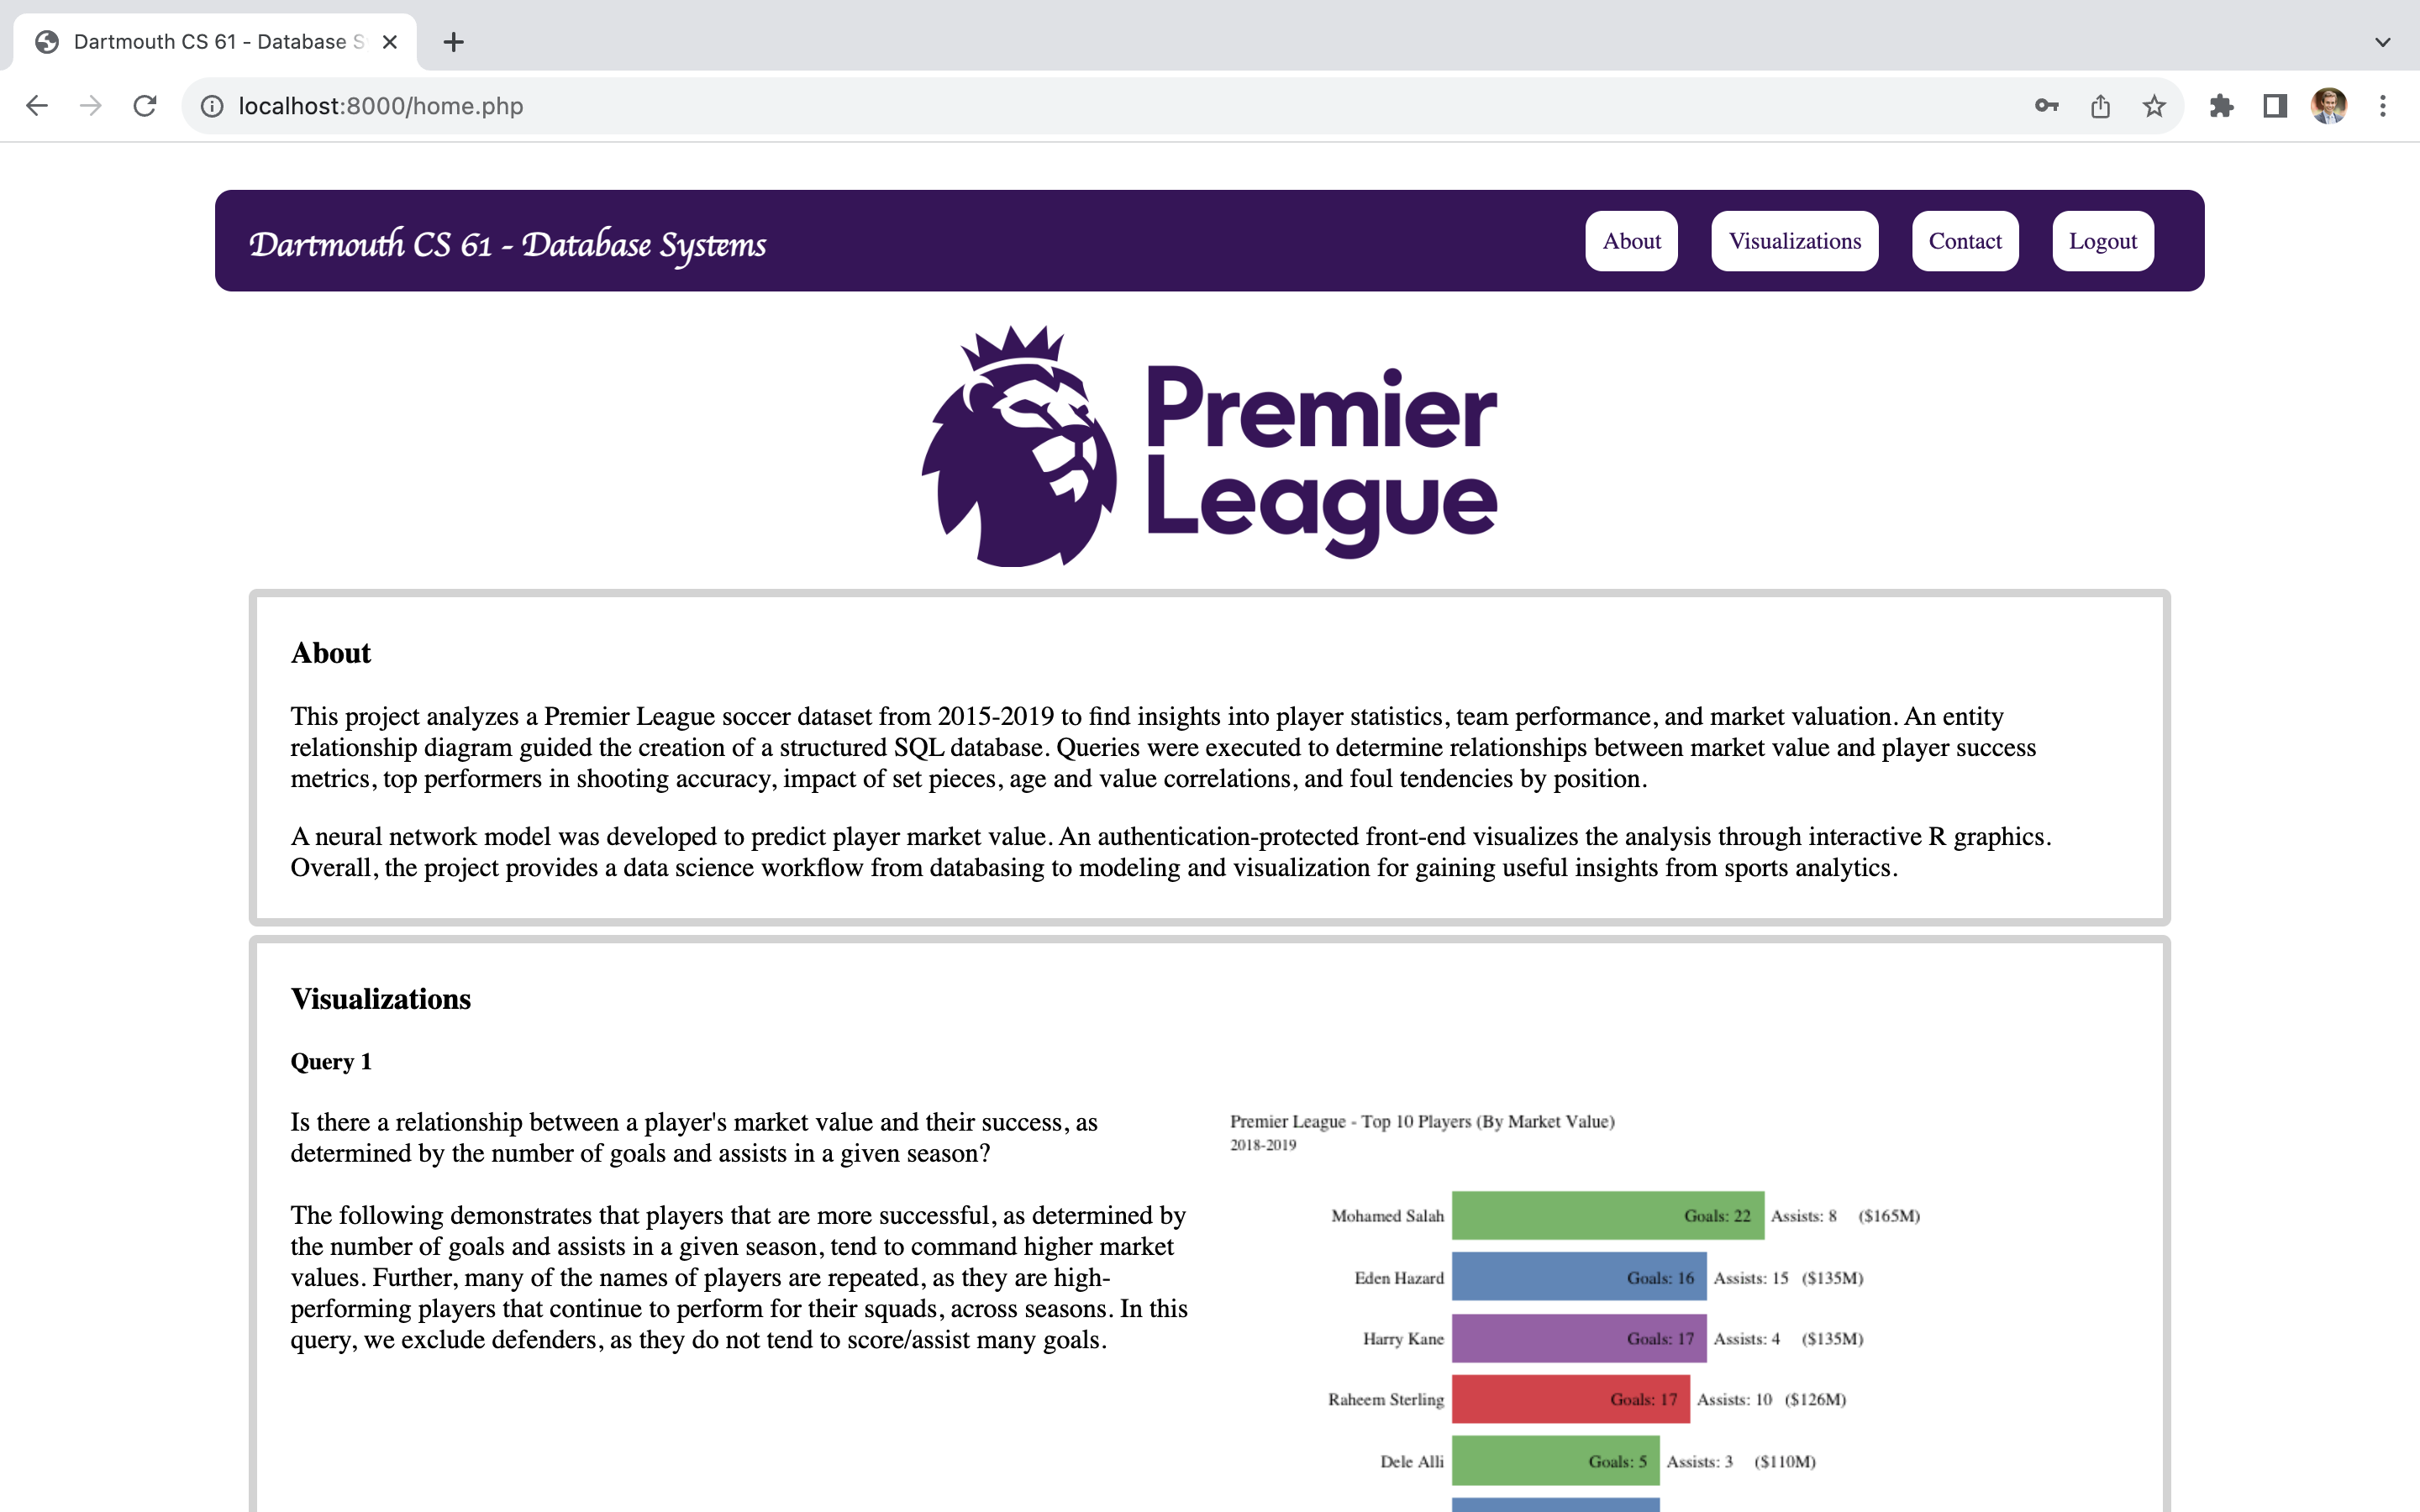 Dartmouth CS 61 - Database S
localhost:8000/home.php
Dartmouth CS 61 - Database Systems
About
Visualizations
Contact
Logout
Premier
League
About
This project analyzes a Premier League soccer dataset from 2015-2019 to find insights into player statistics, team performance, and market valuation. An entity
relationship diagram guided the creation of a structured SQL database. Queries were executed to determine relationships between market value and player success
metrics, top performers in shooting accuracy, impact of set pieces, age and value correlations, and foul tendencies by position.
A neural network model was developed to predict player market value. An authentication-protected front-end visualizes the analysis through interactive R graphics.
Overall, the project provides a data science workflow from databasing to modeling and visualization for gaining useful insights from sports analytics.
Visualizations
Query 1
Is there a relationship between a player's market value and their success, as
determined by the number of goals and assists in a given season?
The following demonstrates that players that are more successful, as determined by
the number of goals and assists in a given season, tend to command higher market
values. Further, many of the names of players are repeated, as they are high-
performing players that continue to perform for their squads, across seasons. In this
query, we exclude defenders, as they do not tend to score/assist many goals.
Premier League - Top 10 Players (By Market Value)
2018-2019
Mohamed Salah Goals: 22 Assists: 8 ($165M)
Eden Hazard Goals: 16 Assists: 15 ($135M)
Harry Kane Goals: 17 Assists: 4 ($135M)
Raheem Sterling Goals: 17 Assists: 10 ($126M)
Dele Alli Goals: 5 Assists: 3 ($110M)